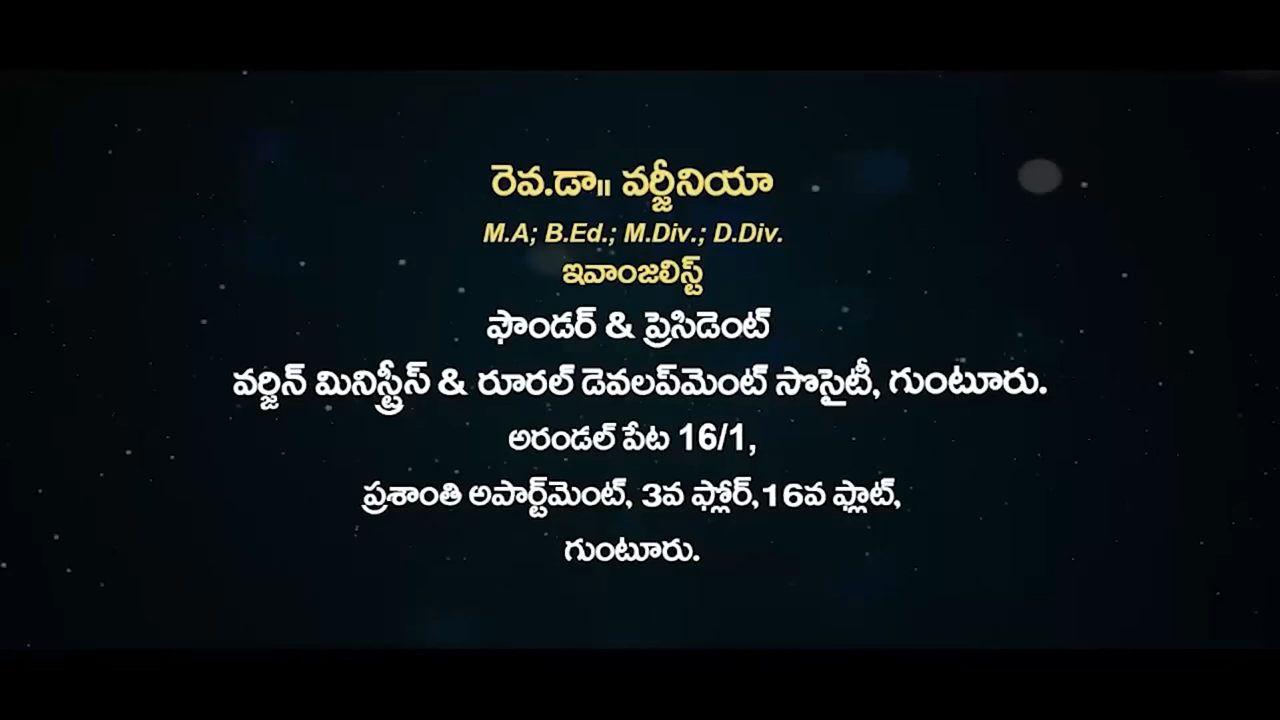 రెవ.డా॥ వర్జీనియా
M.A; B.Ed.; M.Div.; D.Div.
ఇవాంజలిస్ట్
ఫౌండర్ & ప్రెసిడెంట్
వర్జిన్ మినిస్ట్రీస్ & రూరల్ డెవలప్‌మెంట్ సొసైటీ, గుంటూరు.
అరండల్ పేట 16/1,
ప్రశాంతి అపార్ట్‌మెంట్, 3వ ఫ్లోర్,16వ ఫ్లాట్,
గుంటూరు.